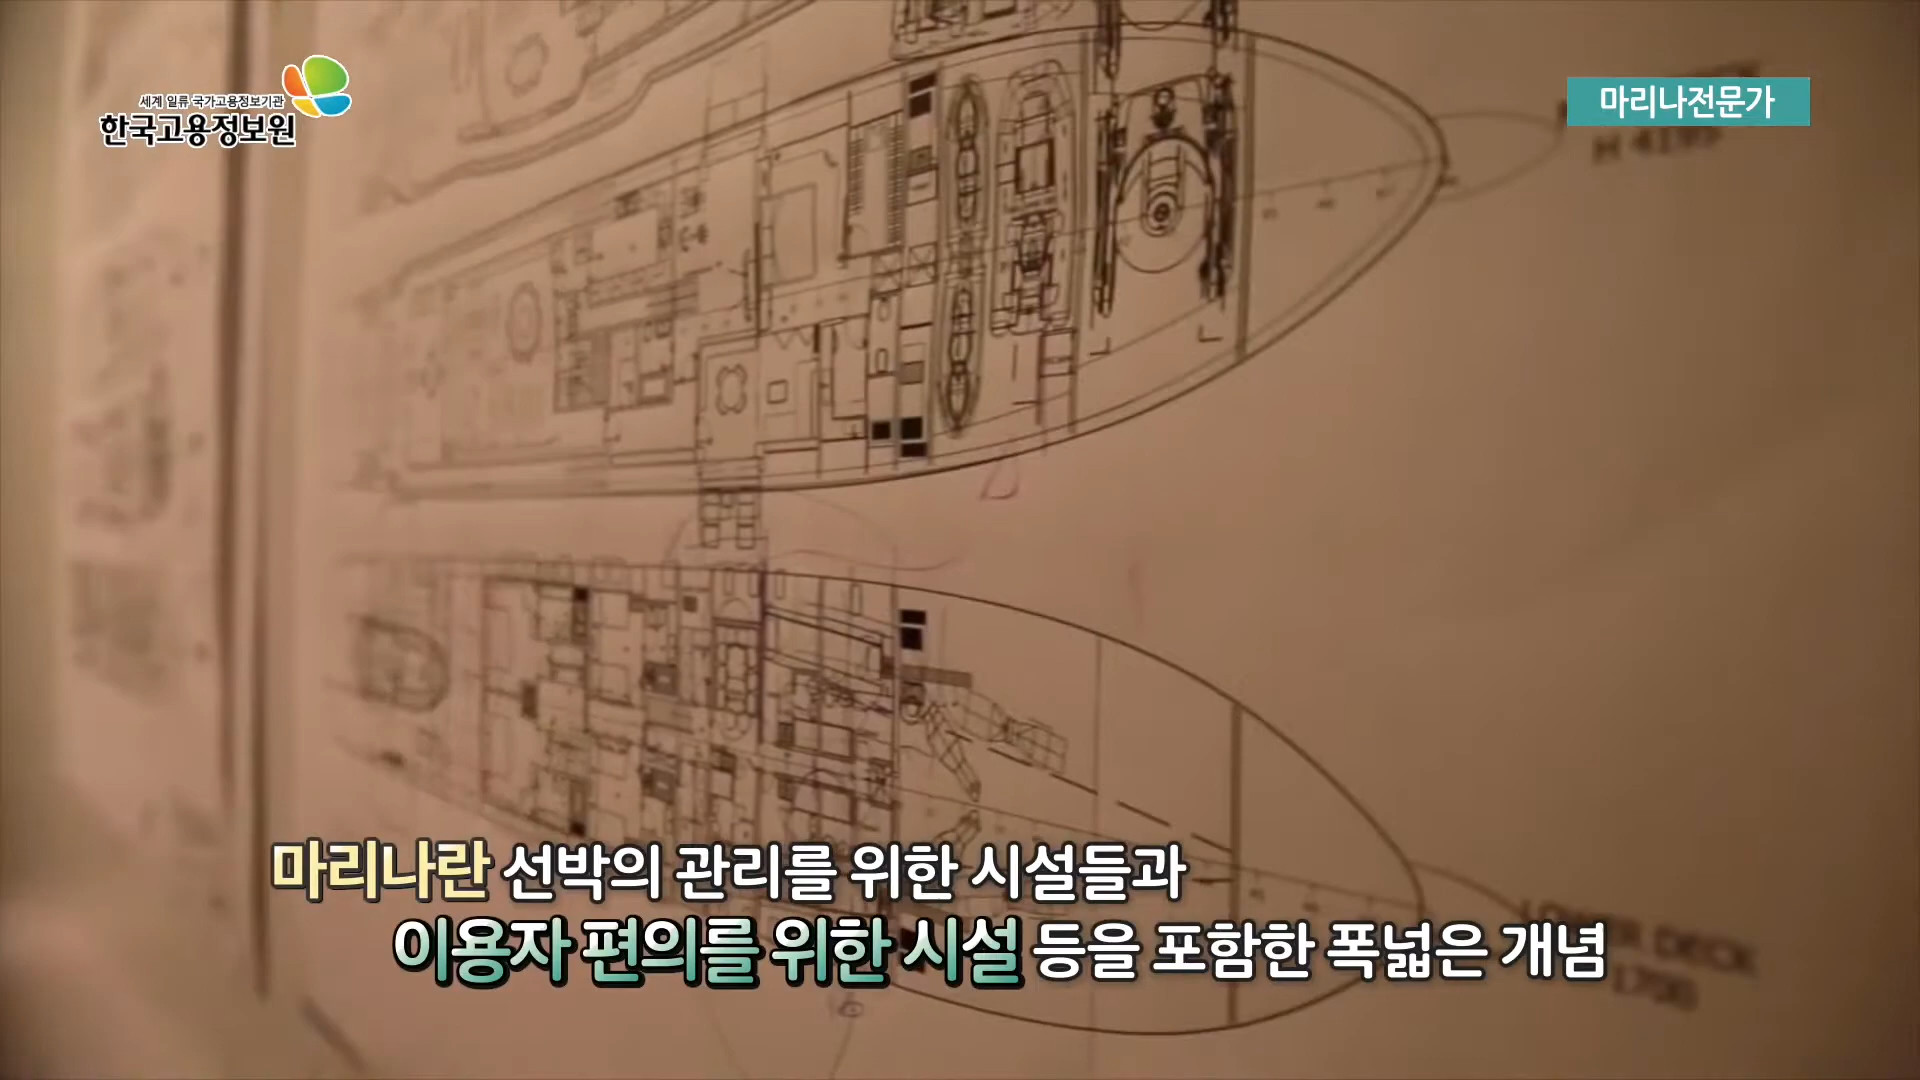 세계 일류 국가고용정보기관
한국고용정보원
마리나전문가
H 4195
LOWER DECK
마리나란 선박의 관리를 위한 시설들과
이용자 편의를 위한 시설 등을 포함한 폭넓은 개념